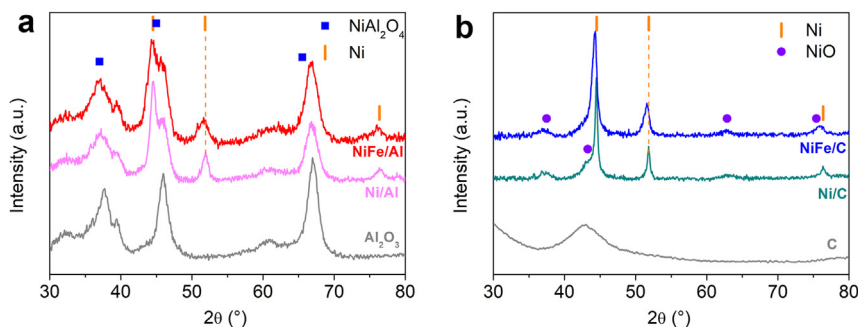 a
NiAl2O4
Ni
NiFe/Al
Ni/Al
Al2O3
Intensity (a.u.)
30 40 50 60 70 80
2θ (°)
b
Ni
NiO
NiFe/C
Ni/C
C
Intensity (a.u.)
30 40 50 60 70 80
2θ (°)